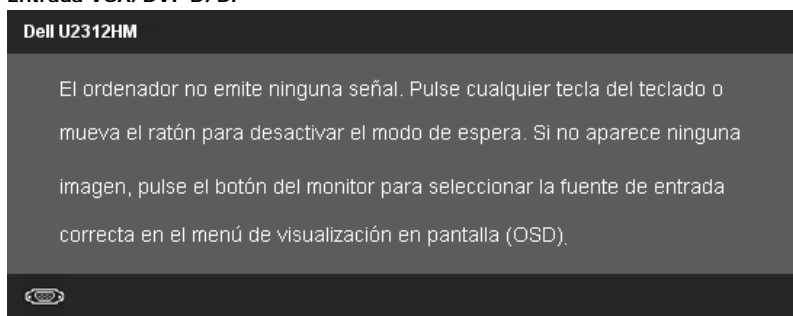 Dell U2312HM
El ordenador no emite ninguna señal. Pulse cualquier tecla del teclado o
mueva el ratón para desactivar el modo de espera. Si no aparece ninguna
imagen, pulse el botón del monitor para seleccionar la fuente de entrada
correcta en el menú de visualización en pantalla (OSD).